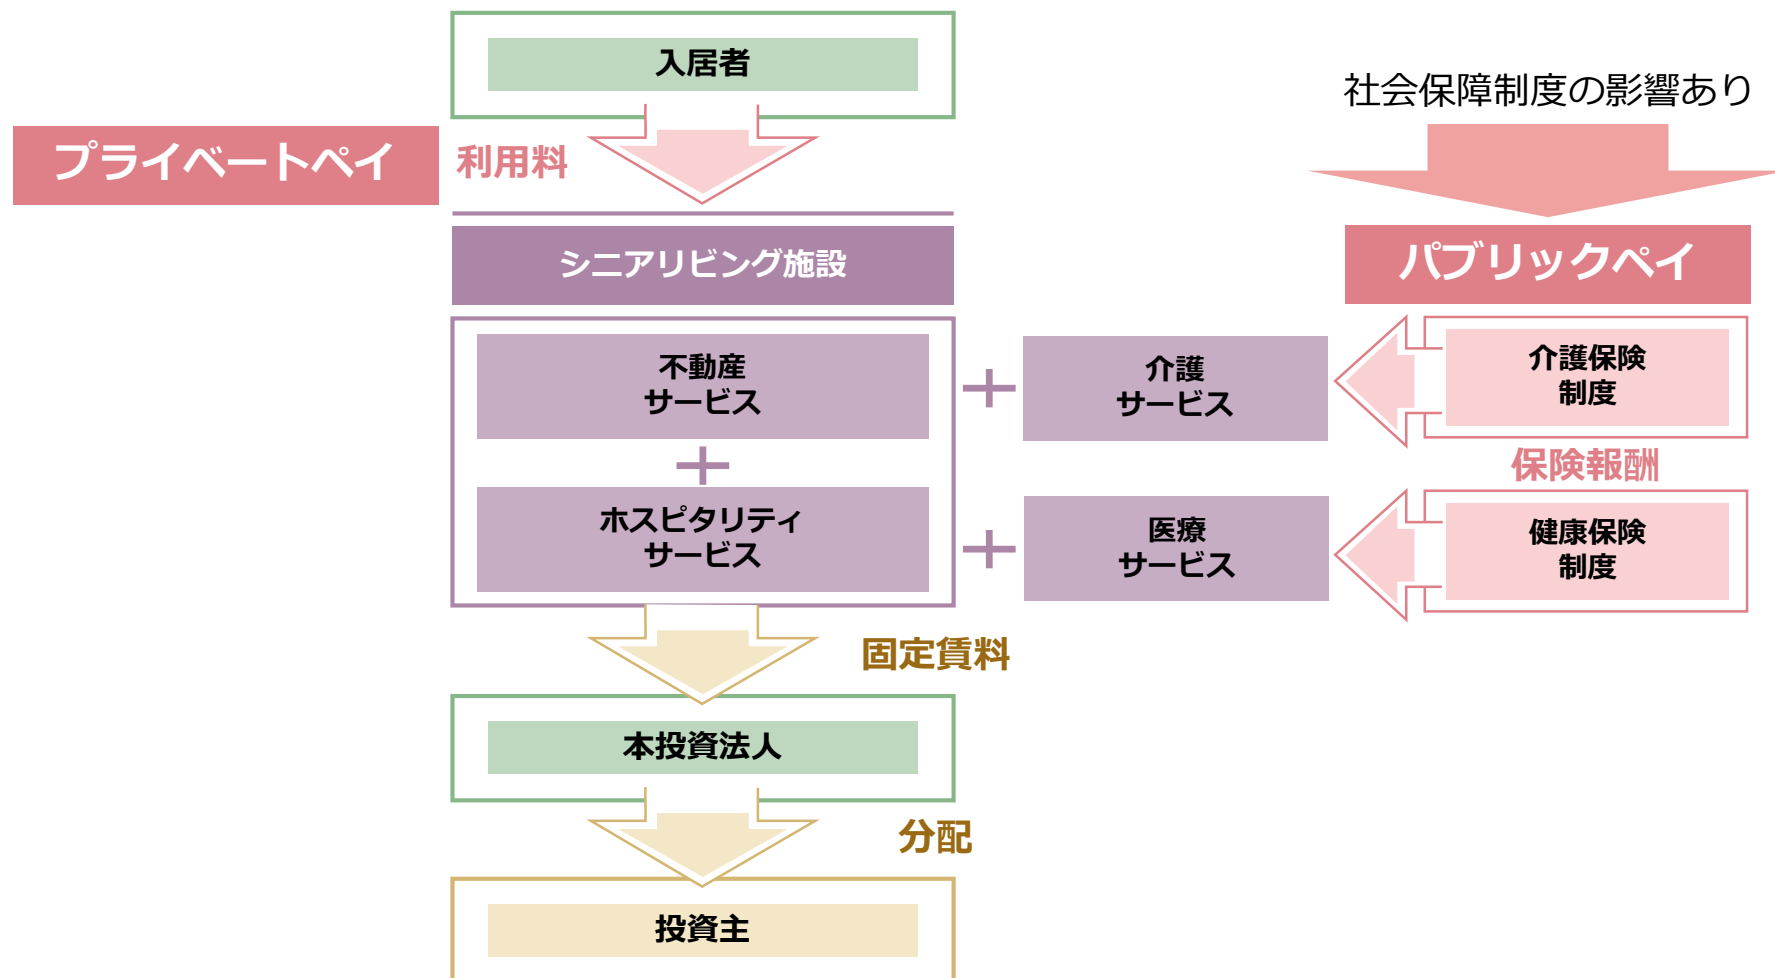 入居者
社会保障制度の影響あり
プライベートペイ
利用料
シニアリビング施設
パブリックペイ
不動産
サービス
介護
サービス
介護保険
制度
保険報酬
ホスピタリティ
サービス
医療
サービス
健康保険
制度
固定賃料
本投資法人
分配
投資主